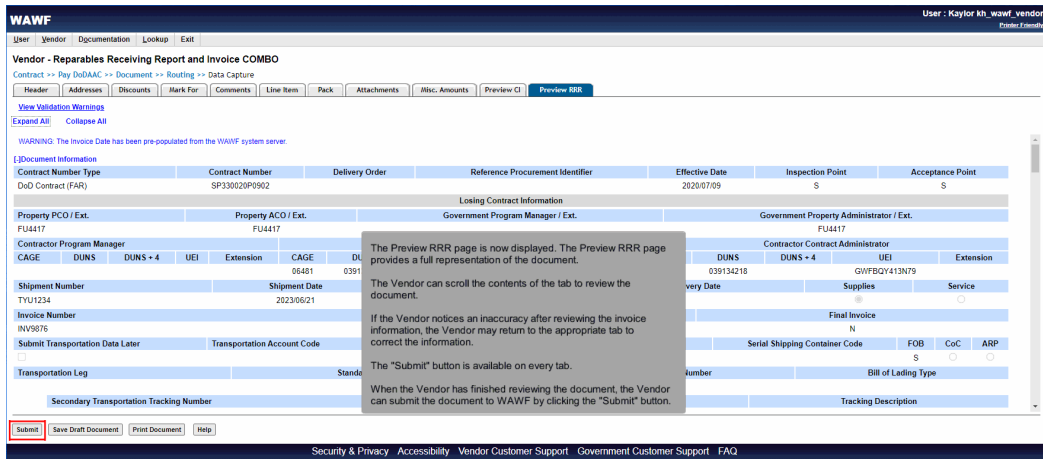 User : Kaylor kh_wawf_vendor
WAWF
Printer Friendly
User Vendor Documentation Lookup Exit
Vendor - Reparables Receiving Report and Invoice COMBO
Contract >> Pay DoDAAC >> Document >> Routing >> Data Capture
Header Addresses Discounts Mark For Comments Line Item Pack Attachments Misc. Amounts Preview CI Preview RRR
View Validation Warnings
Expand All Collapse All
WARNING: The Invoice Date has been pre-populated from the WAWF system server.
[-]Document Information
Contract Number Type Contract Number Delivery Order Reference Procurement Identifier Effective Date Inspection Point Acceptance Point
DoD Contract (FAR) SP330020P0902 2020/07/09 S S
Losing Contract Information
Property PCO / Ext. Property ACO / Ext. Government Program Manager / Ext. Government Property Administrator / Ext.
FU4417 FU4417 FU4417
Contractor Program Manager Contractor Contract Administrator
CAGE DUNS DUNS + 4 UEI Extension CAGE DUNS DUNS + 4 UEI Extension
06481 0391 039134218 GWFBQY413N79
Shipment Number Shipment Date very Date Supplies Service
TYU1234 2023/06/21
Invoice Number Final Invoice
INV9876 N
Submit Transportation Data Later Transportation Account Code Serial Shipping Container Code FOB CoC ARP
S
Transportation Leg Standa Number Bill of Lading Type
Secondary Transportation Tracking Number Tracking Description
The Preview RRR page is now displayed. The Preview RRR page
provides a full representation of the document.
The Vendor can scroll the contents of the tab to review the
document.
If the Vendor notices an inaccuracy after reviewing the invoice
information, the Vendor may return to the appropriate tab to
correct the information.
The "Submit" button is available on every tab.
When the Vendor has finished reviewing the document, the Vendor
can submit the document to WAWF by clicking the "Submit" button.
Submit Save Draft Document Print Document Help
Security & Privacy Accessibility Vendor Customer Support Government Customer Support FAQ